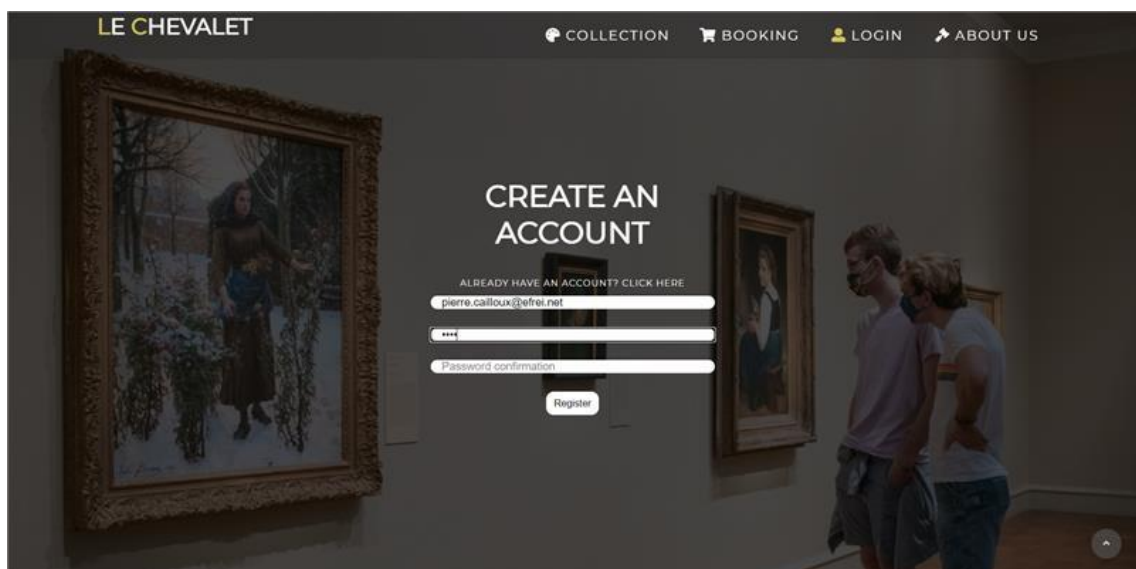 LE CHEVALET
COLLECTION BOOKING LOGIN ABOUT US
CREATE AN
ACCOUNT
ALREADY HAVE AN ACCOUNT? CLICK HERE
pierre.cailloux@efrei.net
••••
Password confirmation
Register